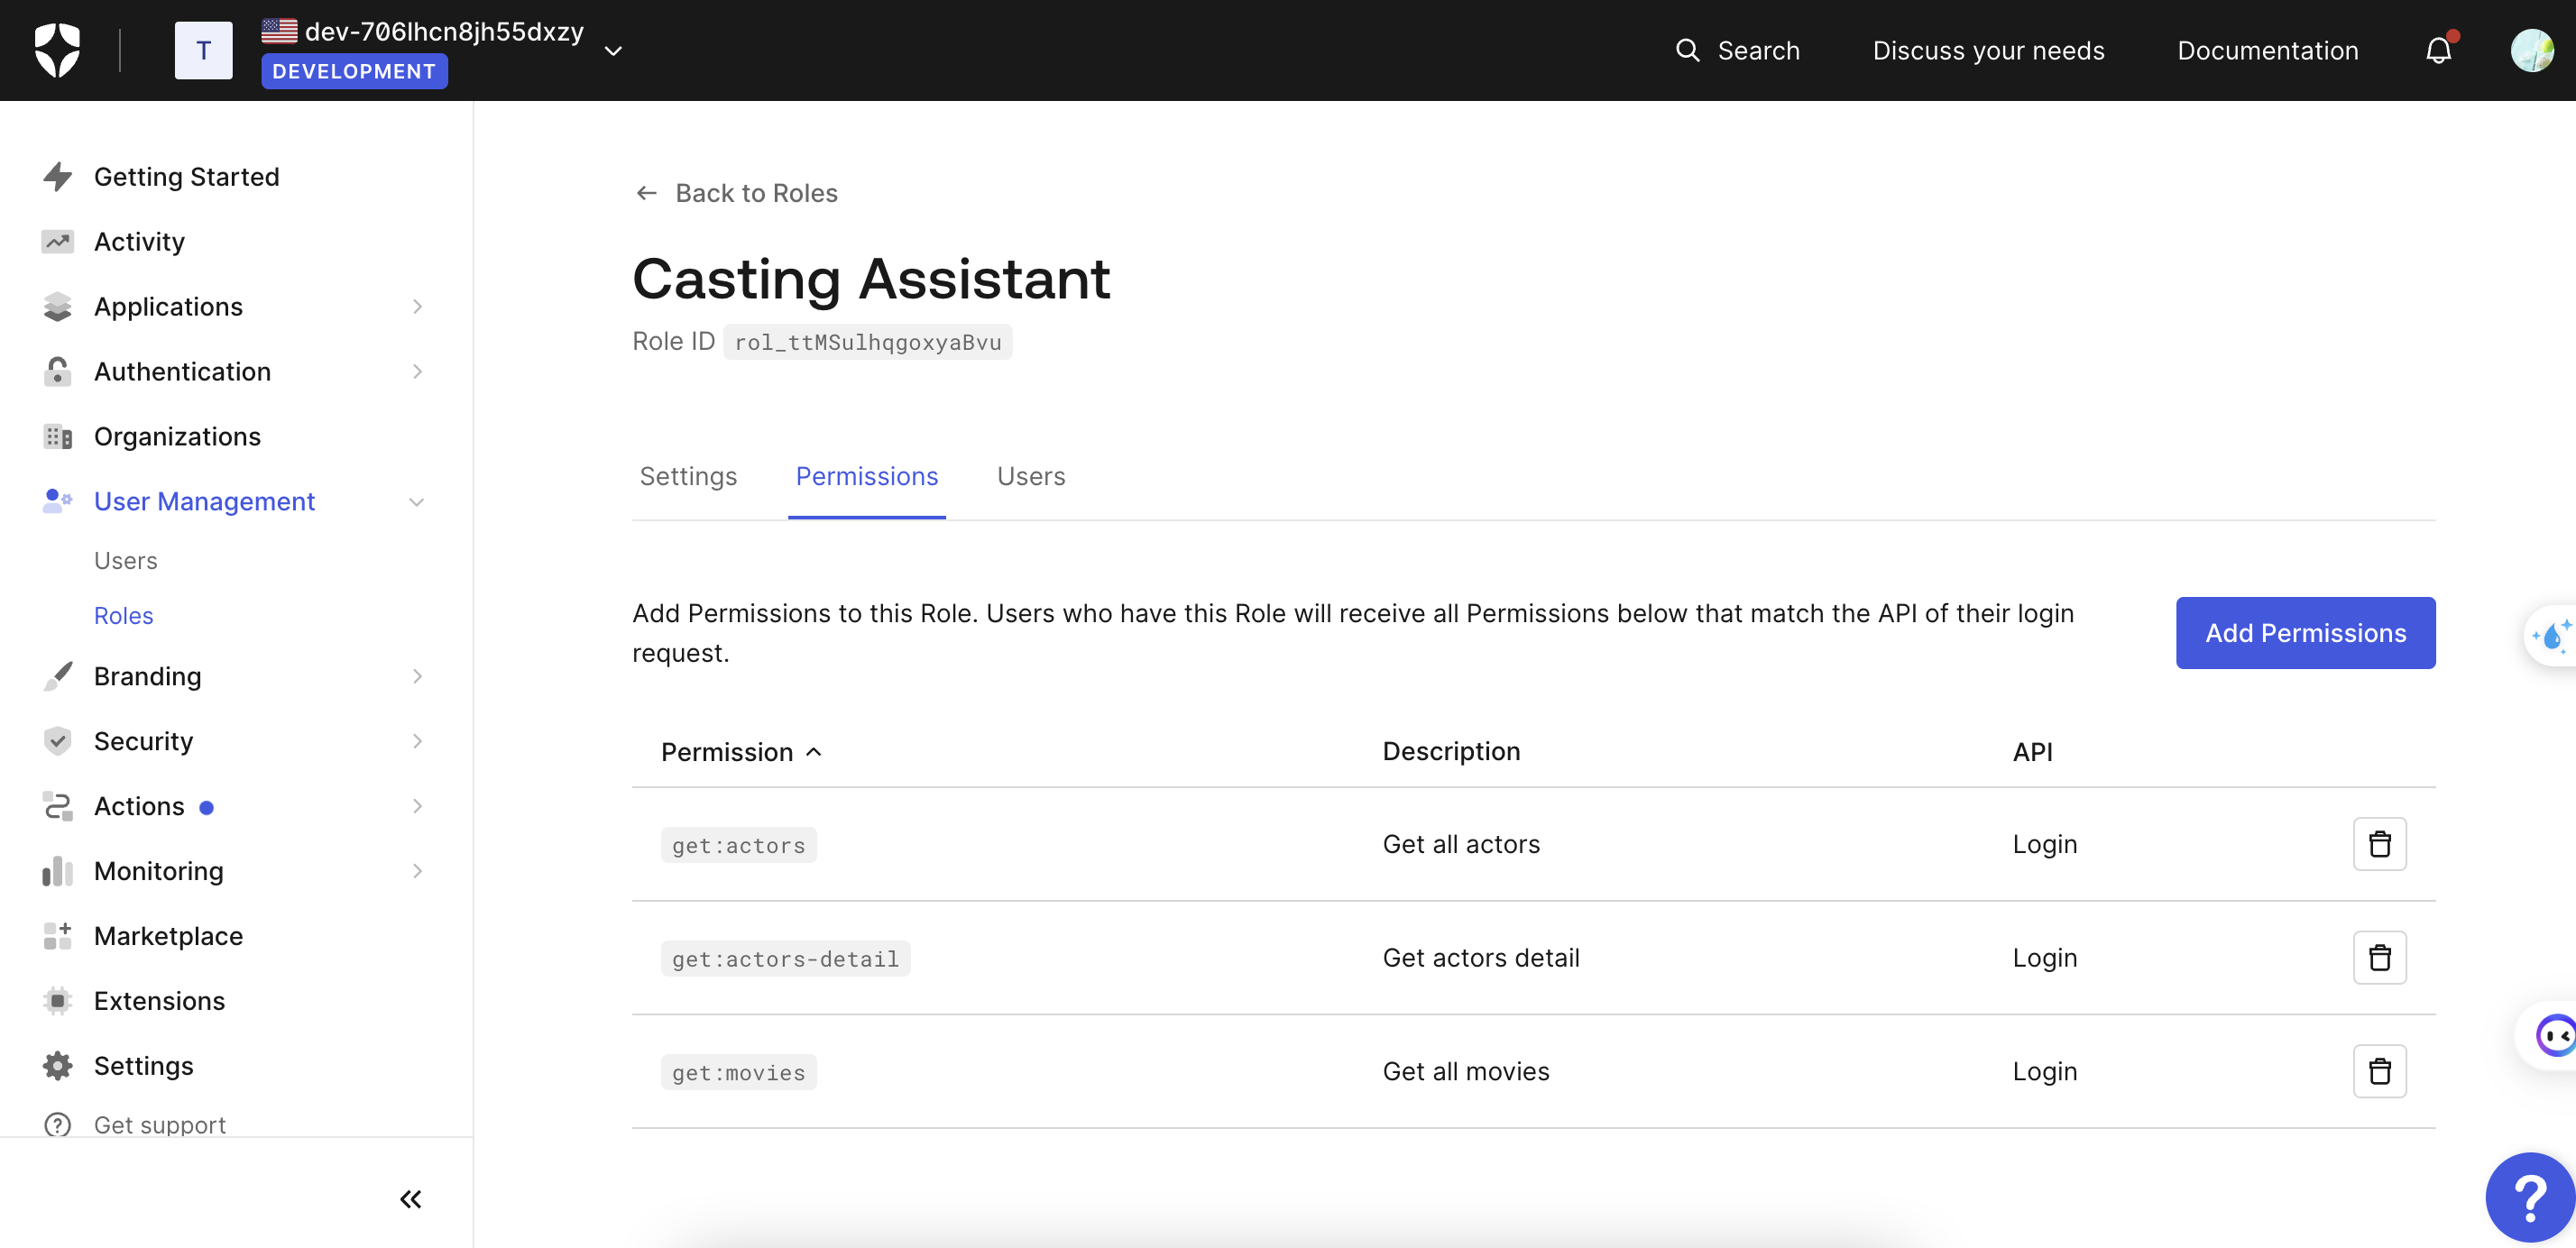 T
dev-706lhcn8jh55dxzy
DEVELOPMENT
Search
Discuss your needs
Documentation
Getting Started
Activity
Applications
Authentication
Organizations
User Management
Users
Roles
Branding
Security
Actions
Monitoring
Marketplace
Extensions
Settings
Get support
Back to Roles
Casting Assistant
Role ID rol_ttMSulhqgoxyaBvu
Settings Permissions Users
Add Permissions to this Role. Users who have this Role will receive all Permissions below that match the API of their login
request.
Add Permissions
Permission Description API
get:actors Get all actors Login
get:actors-detail Get actors detail Login
get:movies Get all movies Login
?